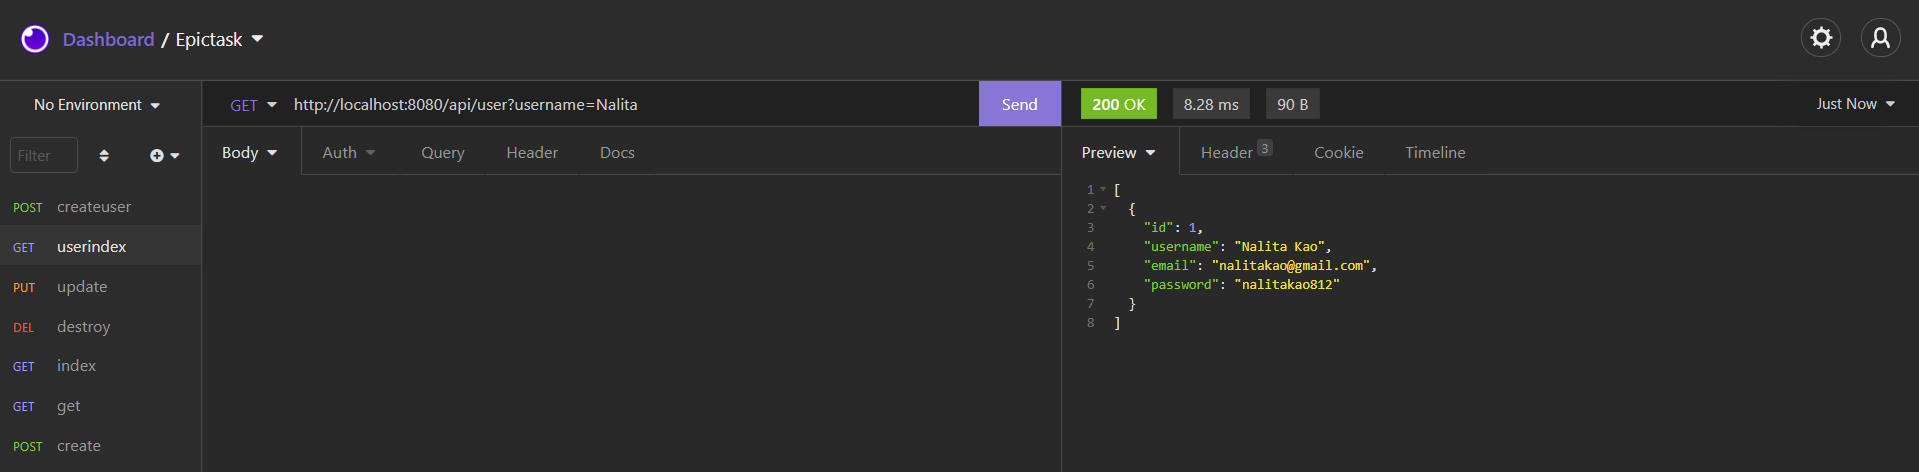 Dashboard / Epictask
No Environment
GET http://localhost:8080/api/user?username=Nalita Send
200 OK 8.28 ms 90 B Just Now
Filter
Body Auth Query Header Docs
Preview Header 3 Cookie Timeline
POST createuser
GET userindex
PUT update
DEL destroy
GET index
GET get
POST create
1 [
2 {
3 "id": 1,
4 "username": "Nalita Kao",
5 "email": "nalitakao@gmail.com",
6 "password": "nalitakao812"
7 }
8 ]